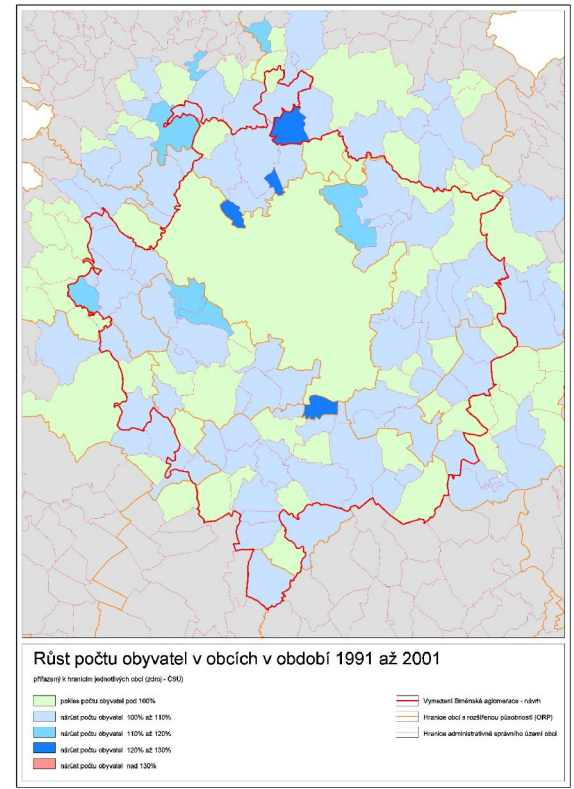 Růst počtu obyvatel v obcích v období 1991 až 2001
přiřazený k hranicím jednotlivých obcí (zdroj - ČSÚ)
pokles počtu obyvatel pod 100%
nárůst počtu obyvatel 100% až 110%
nárůst počtu obyvatel 110% až 120%
nárůst počtu obyvatel 120% až 130%
nárůst počtu obyvatel nad 130%
Vymezení Brněnské aglomerace - návrh
Hranice obcí s rozšířenou působností (ORP)
Hranice administrativně správního území obcí